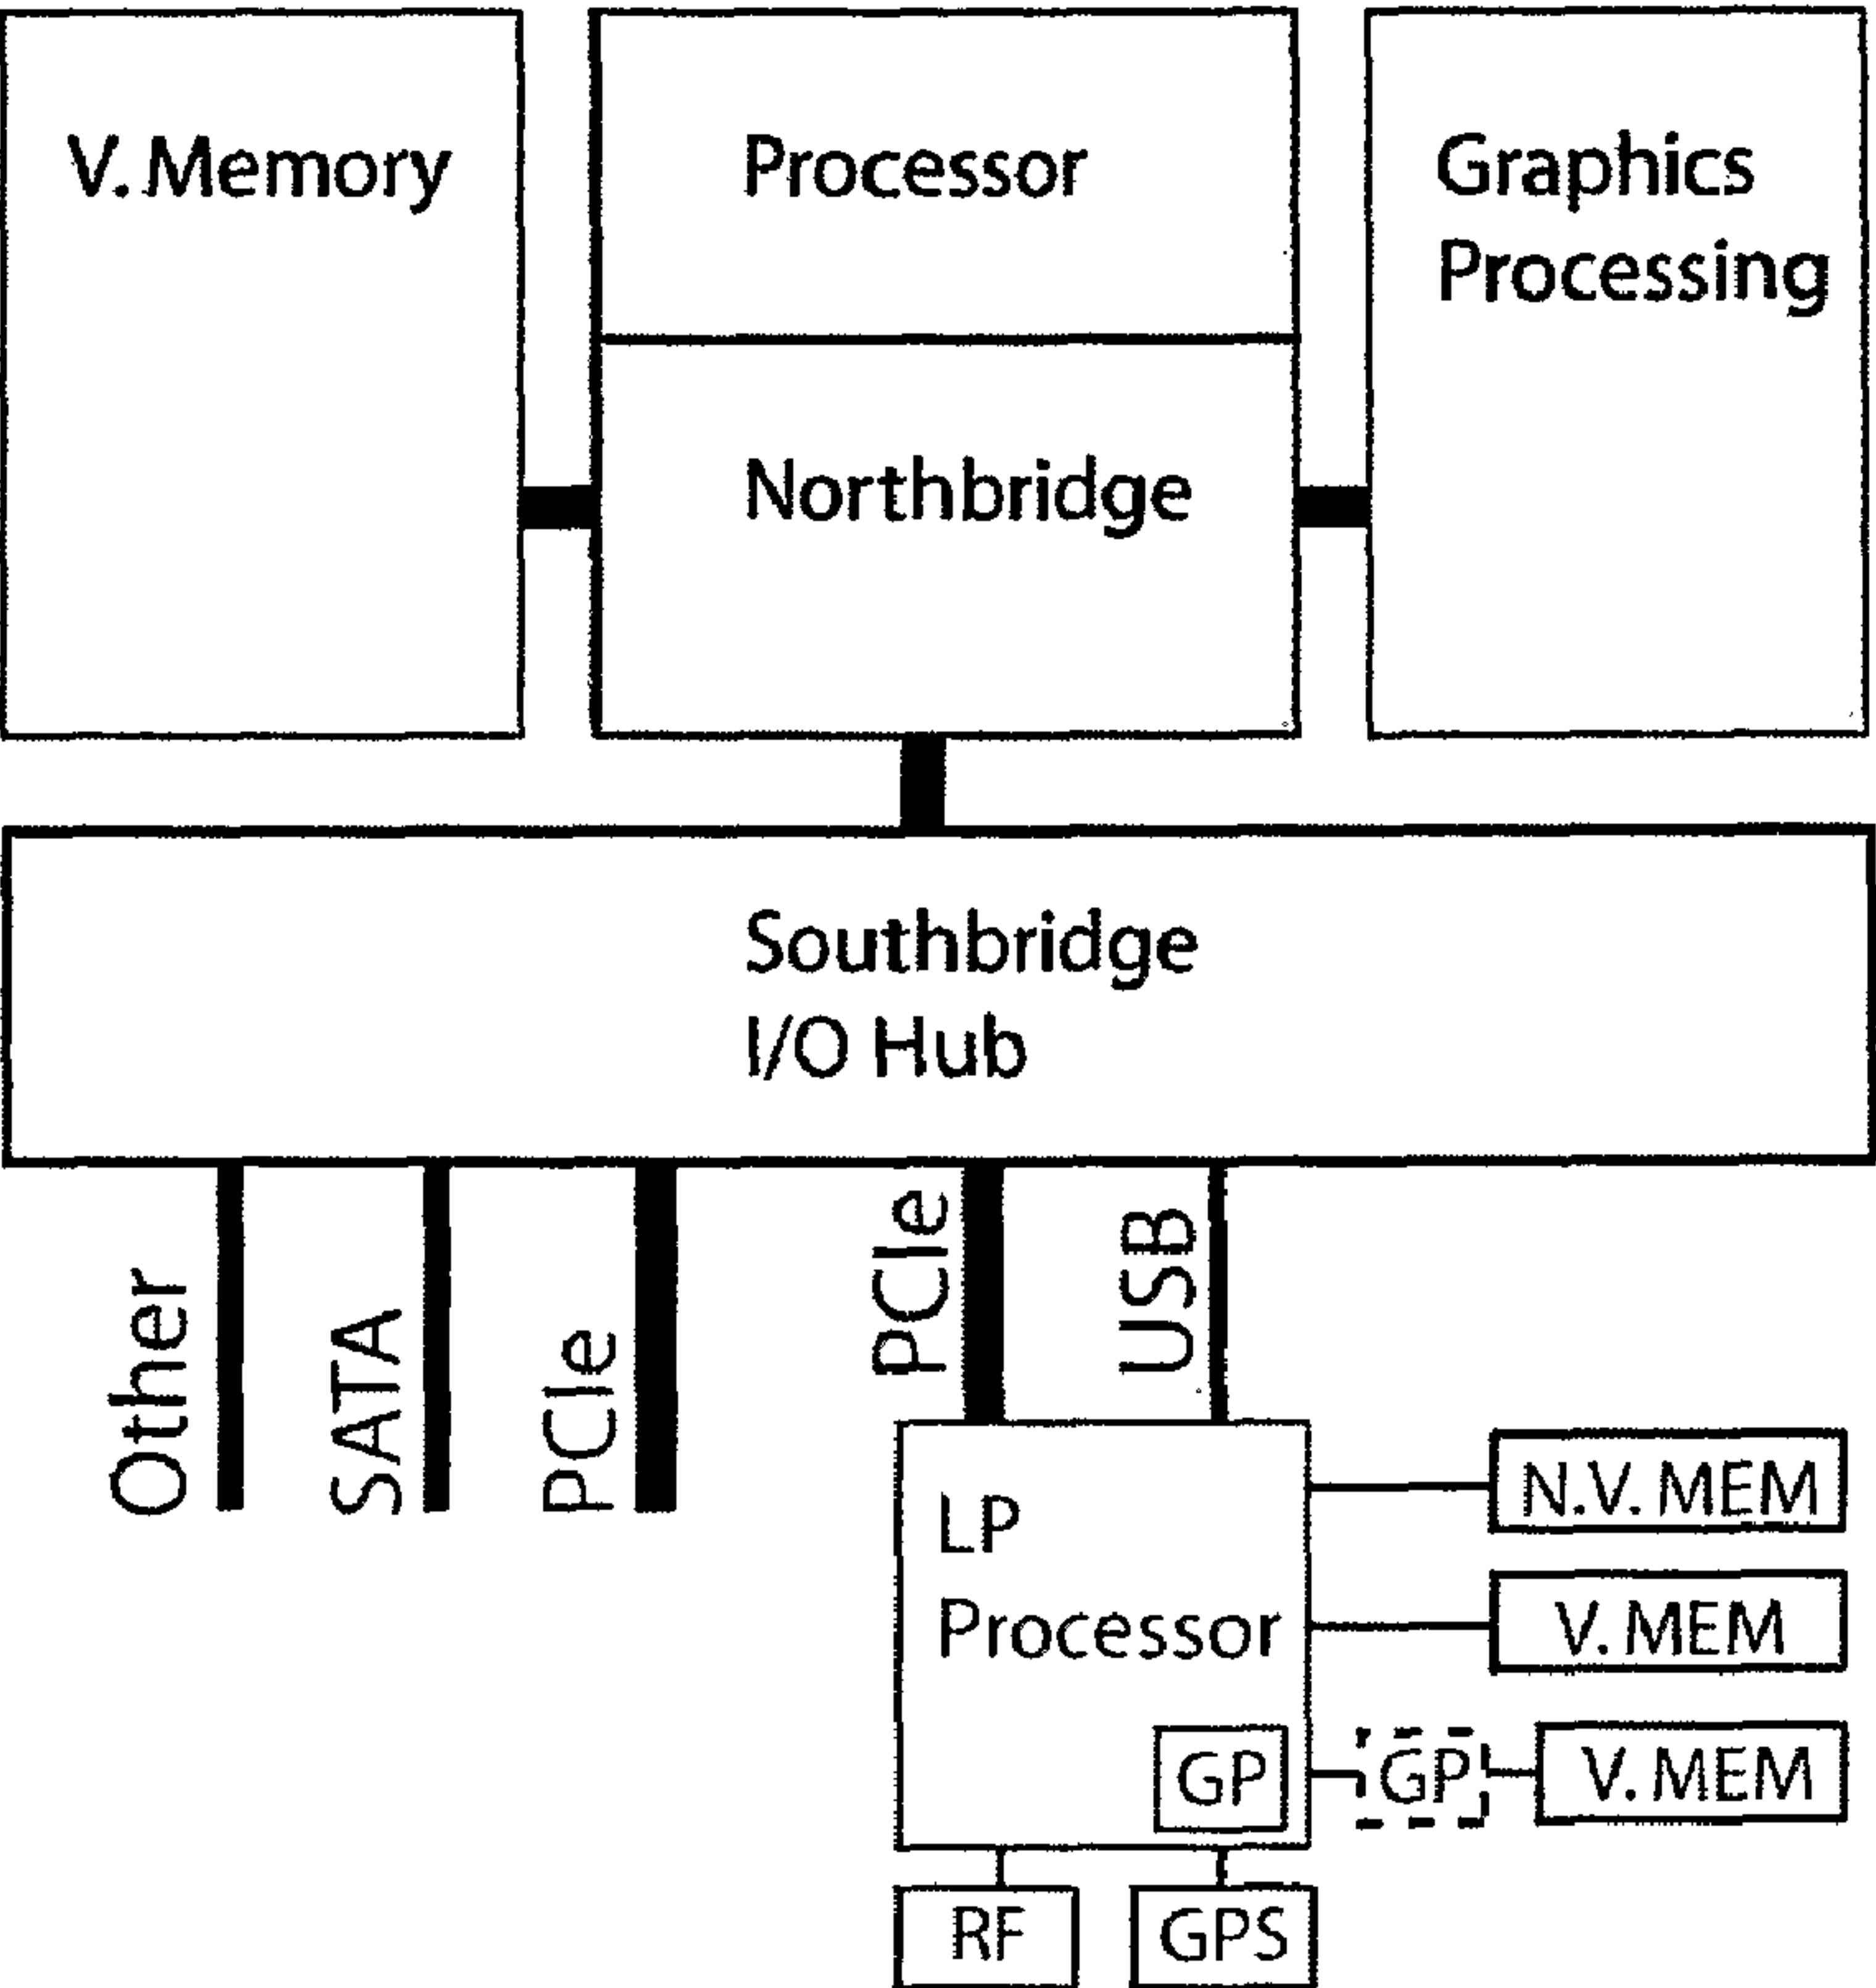 V. Memory
Processor
Graphics
Processing
Northbridge
Southbridge
I/O Hub
Other
SATA
PCIe
PCIe
USB
LP
Processor
GP
N.V. MEM
V. MEM
GP
V. MEM
RF
GPS